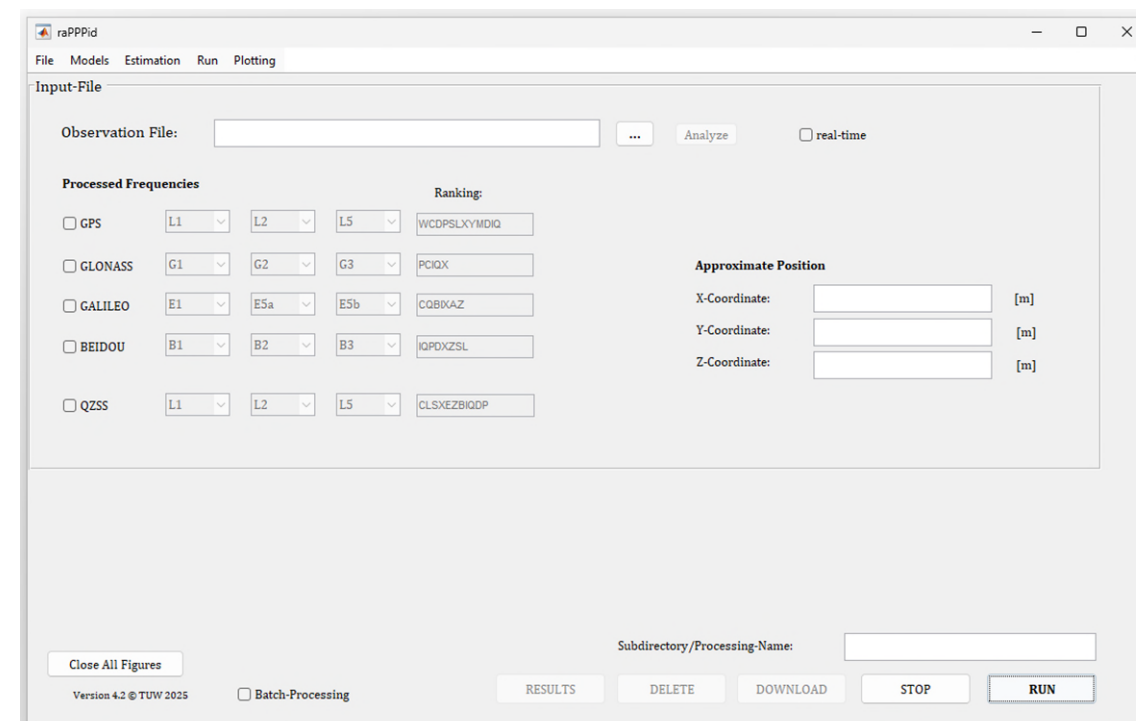 raPPPid
File Models Estimation Run Plotting
Input-File
Observation File: ... Analyze real-time
Processed Frequencies
Ranking:
GPS L1 L2 L5 WCDPSLXYMDIQ
GLONASS G1 G2 G3 PCIQX
GALILEO E1 E5a E5b CQBIXAZ
BEIDOU B1 B2 B3 IQPDXZSL
QZSS L1 L2 L5 CLSXEZBIQDP
Approximate Position
X-Coordinate: [m]
Y-Coordinate: [m]
Z-Coordinate: [m]
Subdirectory/Processing-Name:
Close All Figures
Version 4.2 © TUW 2025 Batch-Processing RESULTS DELETE DOWNLOAD STOP RUN